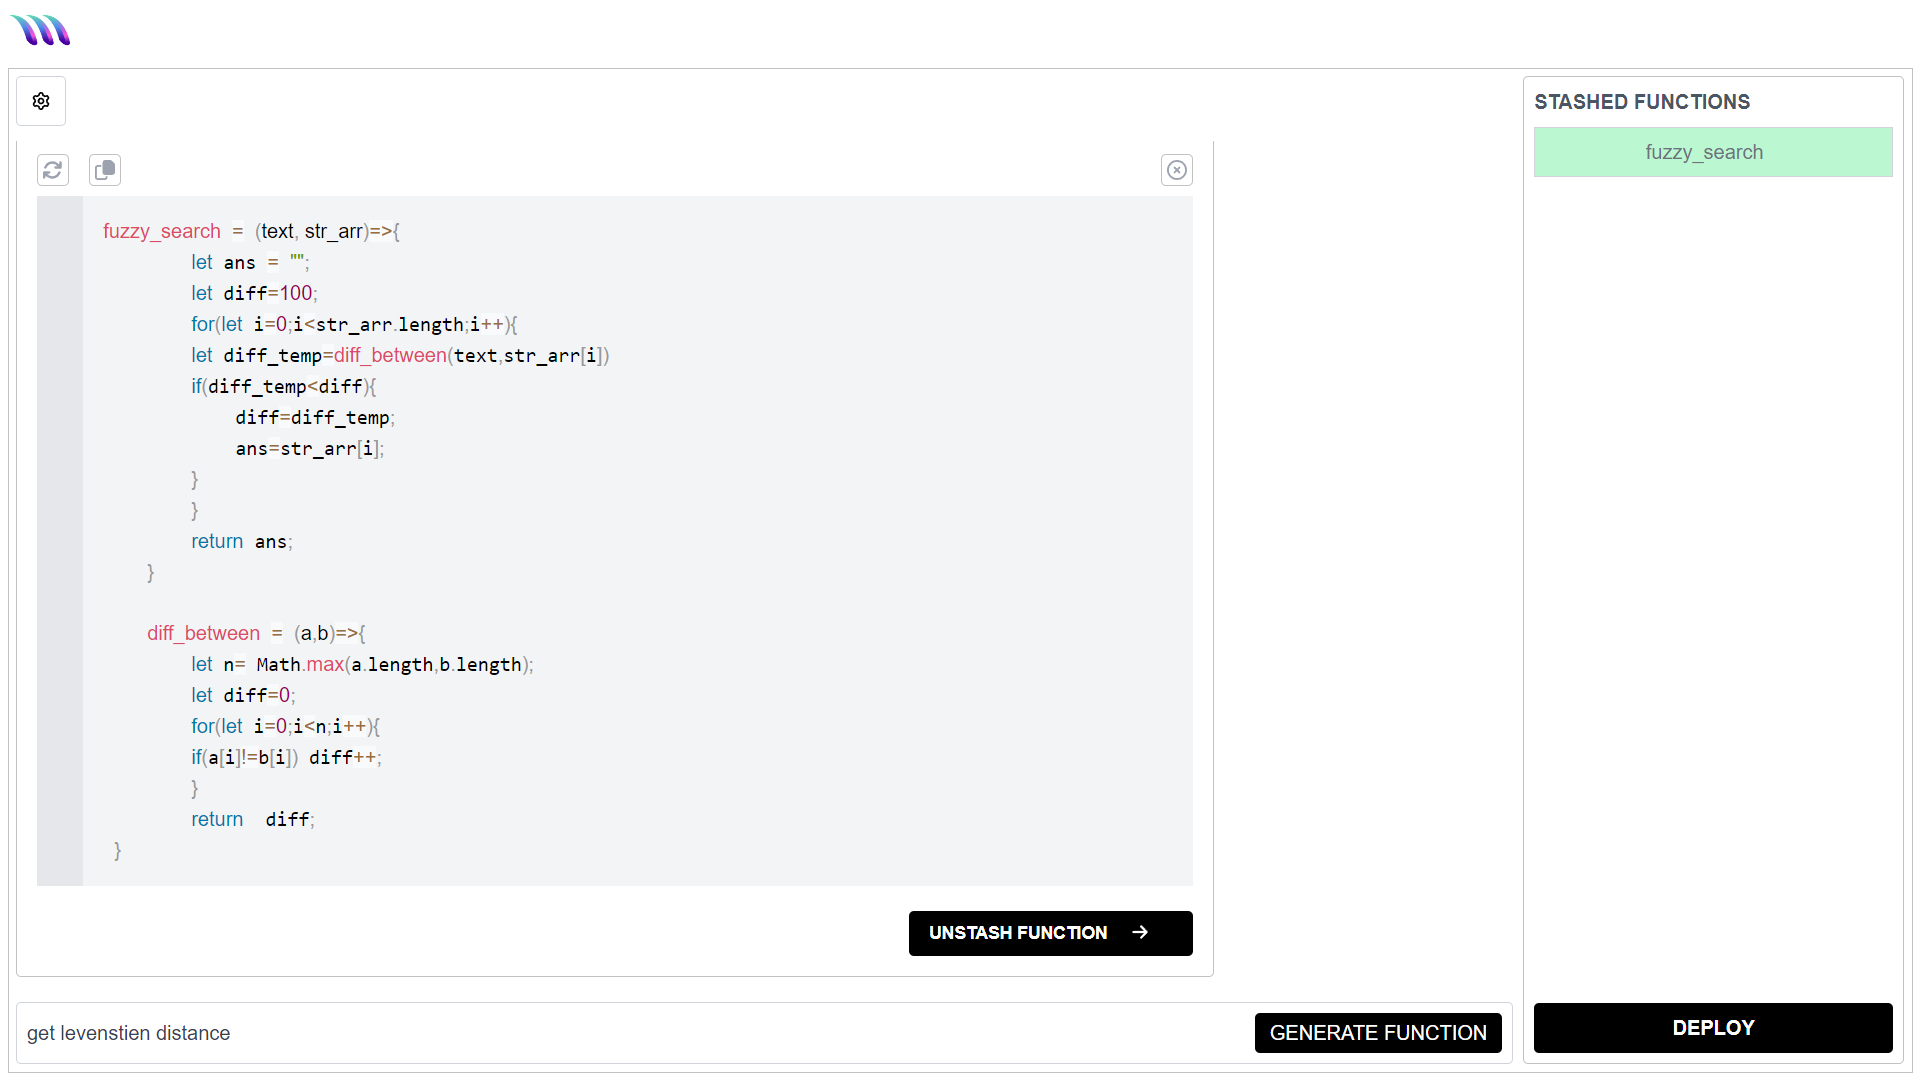 STASHED FUNCTIONS
fuzzy_search
fuzzy_search = (text, str_arr)=>{
let ans = "";
let diff=100;
for(let i=0;i<str_arr.length;i++){
let diff_temp=diff_between(text,str_arr[i])
if(diff_temp<diff){
diff=diff_temp;
ans=str_arr[i];
}
}
return ans;
}
diff_between = (a,b)=>{
let n= Math.max(a.length,b.length);
let diff=0;
for(let i=0;i<n;i++){
if(a[i]!=b[i]) diff++;
}
return diff;
}
UNSTASH FUNCTION →
get levenstien distance
GENERATE FUNCTION
DEPLOY